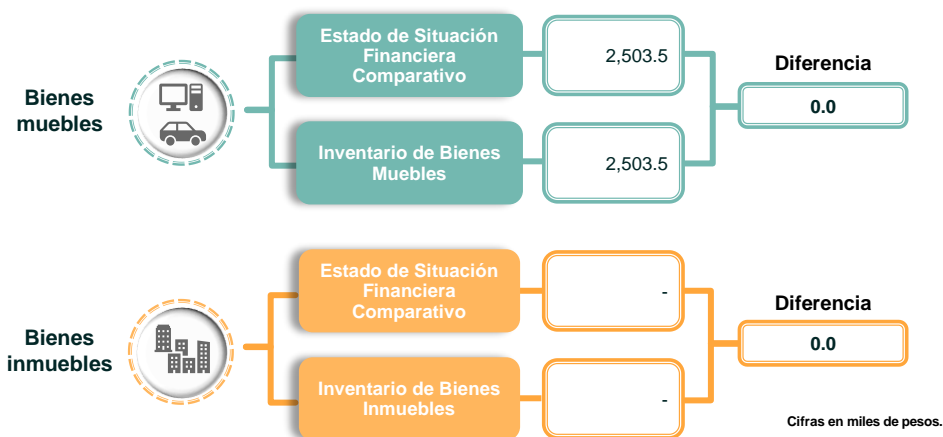 Bienes
muebles
Estado de Situación
Financiera
Comparativo
2,503.5
Inventario de Bienes
Muebles
2,503.5
Diferencia
0.0
Bienes
inmuebles
Estado de Situación
Financiera
Comparativo
-
Inventario de Bienes
Inmuebles
-
Diferencia
0.0
Cifras en miles de pesos.